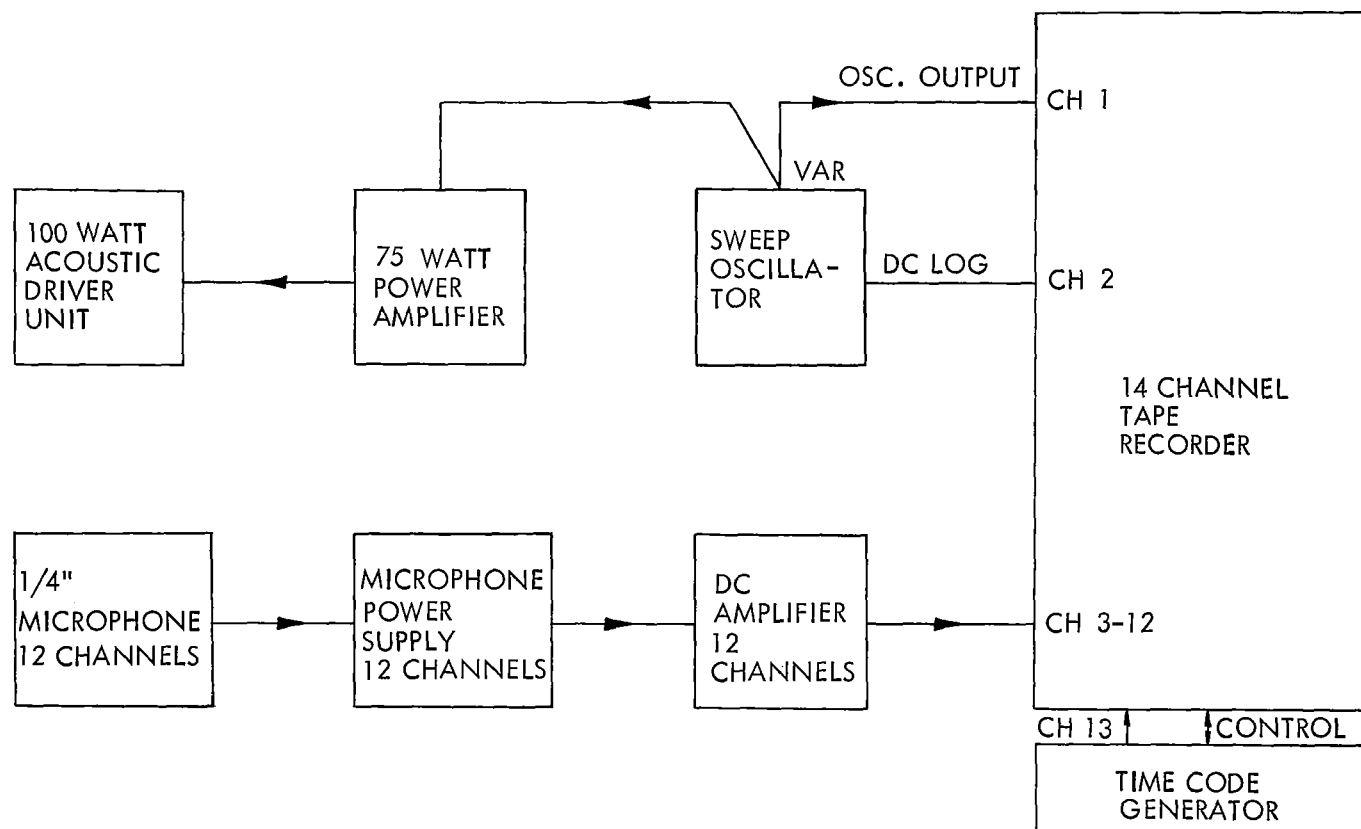 OSC. OUTPUT
CH 1
VAR
100 WATT
ACOUSTIC
DRIVER
UNIT
75 WATT
POWER
AMPLIFIER
SWEEP
OSCILLA-
TOR
DC LOG
CH 2
14 CHANNEL
TAPE
RECORDER
1/4"
MICROPHONE
12 CHANNELS
MICROPHONE
POWER
SUPPLY
12 CHANNELS
DC
AMPLIFIER
12
CHANNELS
CH 3-12
CH 13
CONTROL
TIME CODE
GENERATOR